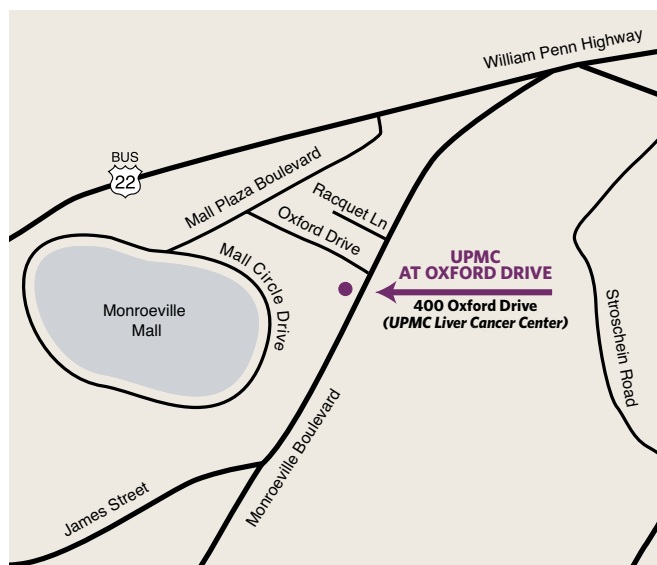 William Penn Highway
BUS
22
Mall Plaza Boulevard
Racquet Ln
Oxford Drive
Mall Circle Drive
UPMC
AT OXFORD DRIVE
400 Oxford Drive
(UPMC Liver Cancer Center)
Monroeville
Mall
Stroschein Road
Monroeville Boulevard
James Street